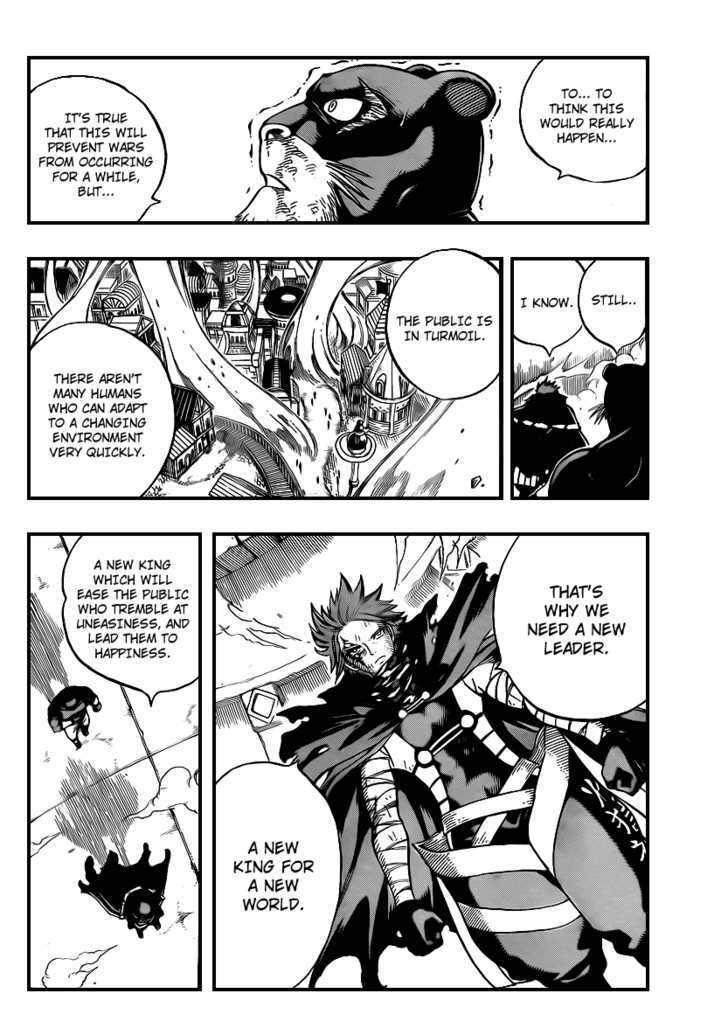 TO... TO
THINK THIS
WOULD REALLY
HAPPEN...
IT'S TRUE
THAT THIS WILL
PREVENT WARS
FROM OCCURRING
FOR A WHILE,
BUT...
STILL..
I KNOW.
THE PUBLIC IS
IN TURMOIL.
THERE AREN'T
MANY HUMANS
WHO CAN ADAPT
TO A CHANGING
ENVIRONMENT
VERY QUICKLY.
THAT'S
WHY WE
NEED A NEW
LEADER.
A NEW
KING FOR
A NEW
WORLD.
A NEW KING
WHICH WILL
EASE THE PUBLIC
WHO TREMBLE AT
UNEASINESS, AND
LEAD THEM TO
HAPPINESS.